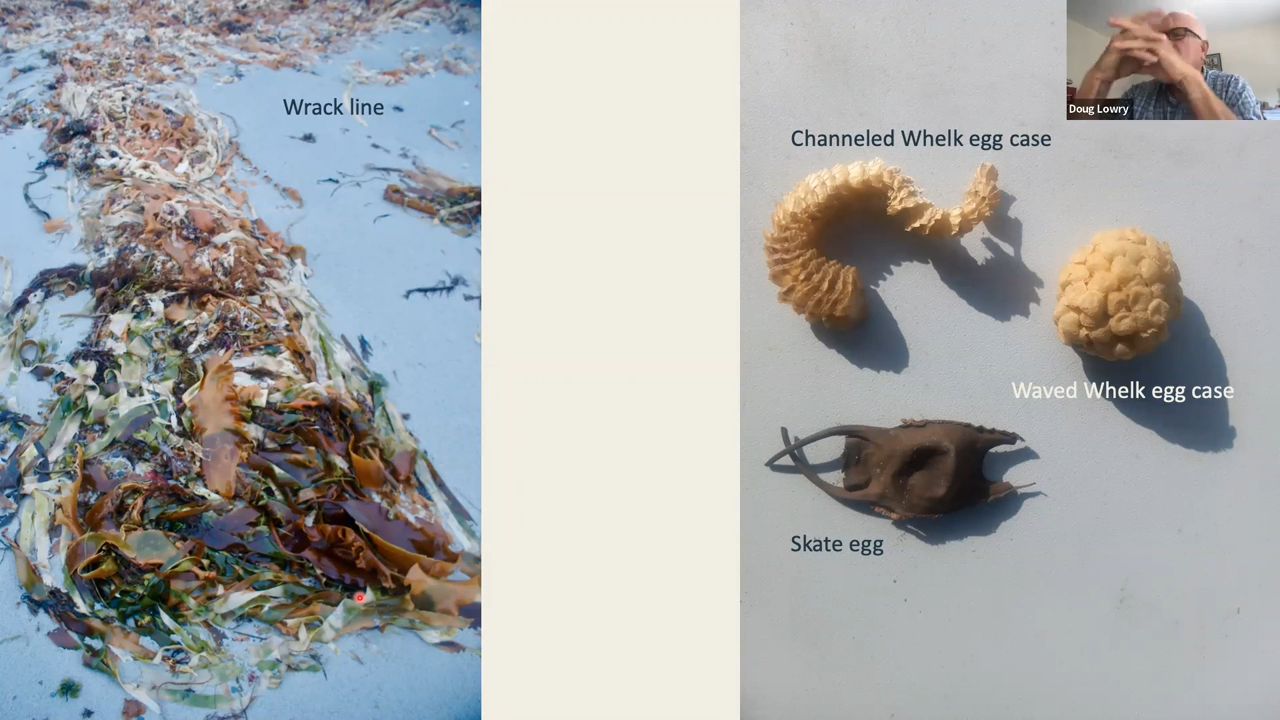 Wrack line
Doug Lowry
Channeled Whelk egg case
Waved Whelk egg case
Skate egg